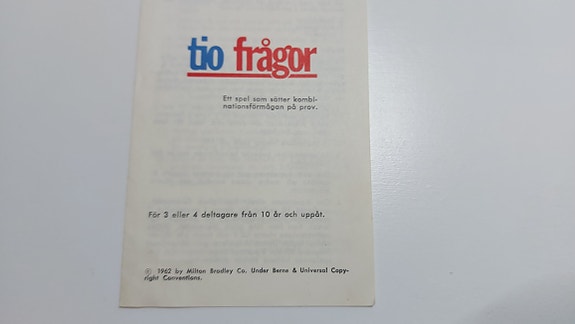 tio frågor
Ett spel som sätter kombi-
nationsförmågan på prov.
För 3 eller 4 deltagare från 10 år och uppåt.
© 1962 by Milton Bradley Co. Under Berne & Universal Copy-
right Conventions.